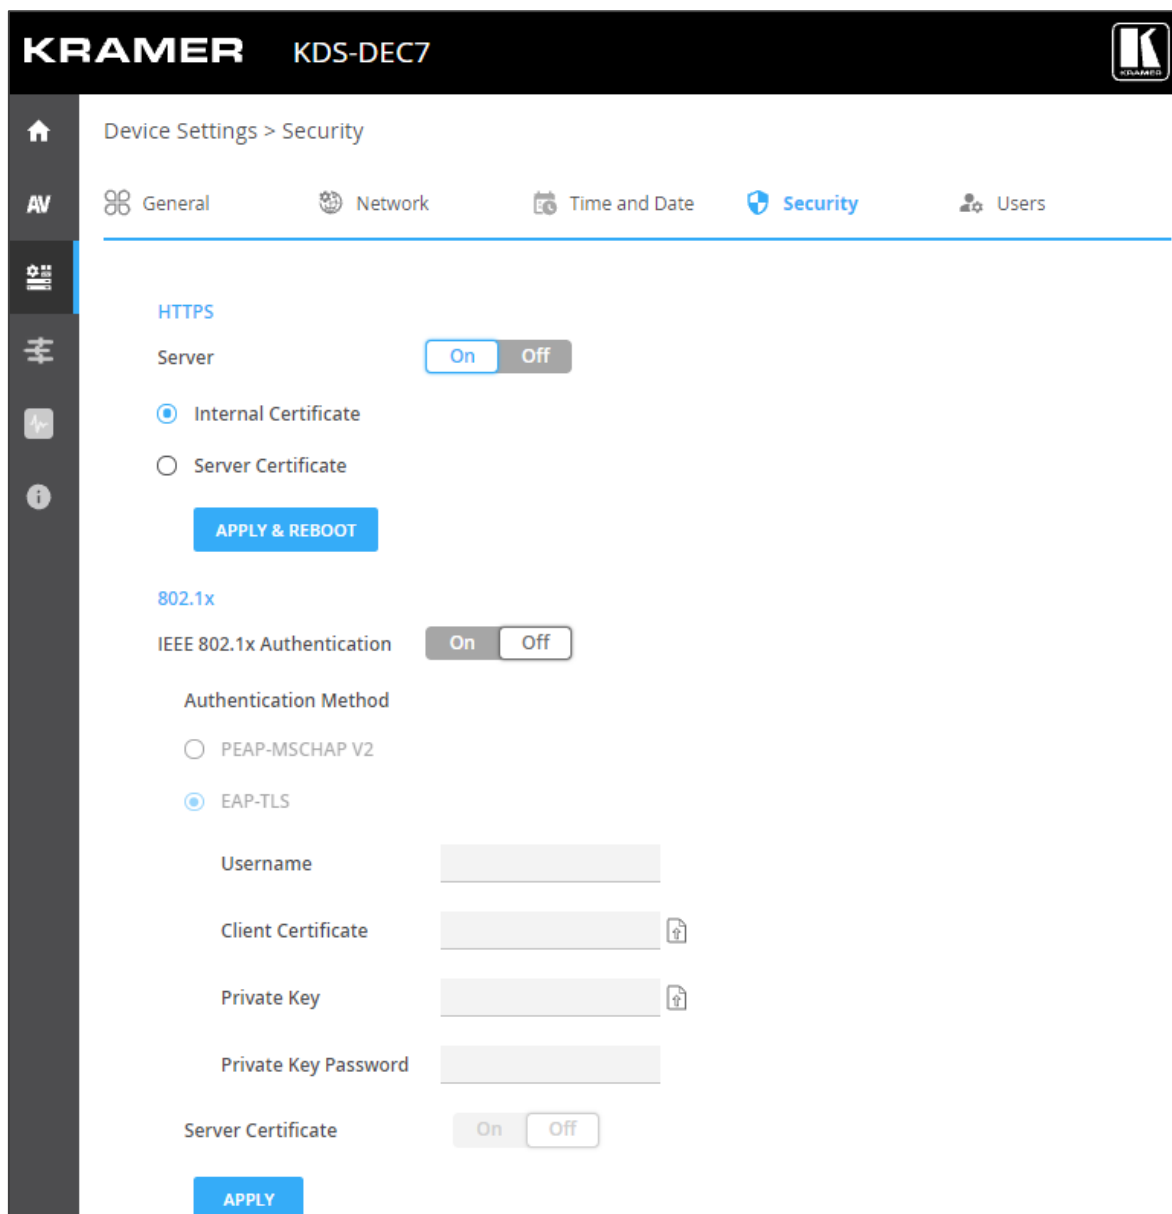 KRAMER KDS-DEC7
KRAMER
Device Settings > Security
AV
General Network Time and Date Security Users
HTTPS
Server On Off
Internal Certificate
Server Certificate
APPLY & REBOOT
802.1x
IEEE 802.1x Authentication On Off
Authentication Method
PEAP-MSCHAP V2
EAP-TLS
Username
Client Certificate
Private Key
Private Key Password
Server Certificate On Off
APPLY